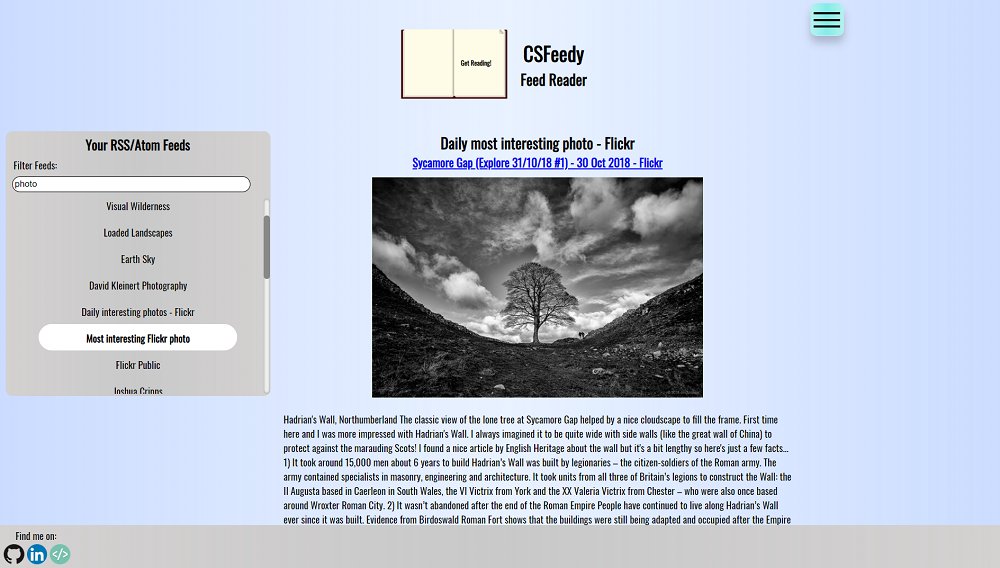 Get Reading!
CSFeedy
Feed Reader
Your RSS/Atom Feeds
Filter Feeds:
photo
Visual Wilderness
Loaded Landscapes
Earth Sky
David Kleinert Photography
Daily interesting photos - Flickr
Most interesting Flickr photo
Flickr Public
Joshua Cripps
Daily most interesting photo - Flickr
Sycamore Gap (Explore 31/10/18 #1) - 30 Oct 2018 - Flickr
Hadrian's Wall, Northumberland The classic view of the lone tree at Sycamore Gap helped by a nice cloudscape to fill the frame. First time
here and I was more impressed with Hadrian's Wall. I always imagined it to be quite wide with side walls (like the great wall of China) to
protect against the marauding Scots! I found a nice article by English Heritage about the wall but it's a bit lengthy so here's just a few facts...
1) It took around 15,000 men about 6 years to build Hadrian's Wall was built by legionaries – the citizen-soldiers of the Roman army. The
army contained specialists in masonry, engineering and architecture. It took units from all three of Britain's legions to construct the Wall: the
II Augusta based in Caerleon in South Wales, the VI Victrix from York and the XX Valeria Victrix from Chester – who were also once based
around Wroxter Roman City. 2) It wasn't abandoned after the end of the Roman Empire People have continued to live along Hadrian's Wall
ever since it was built. Evidence from Birdoswald Roman Fort shows that the buildings were still being adapted and occupied after the Empire
Find me on:
in